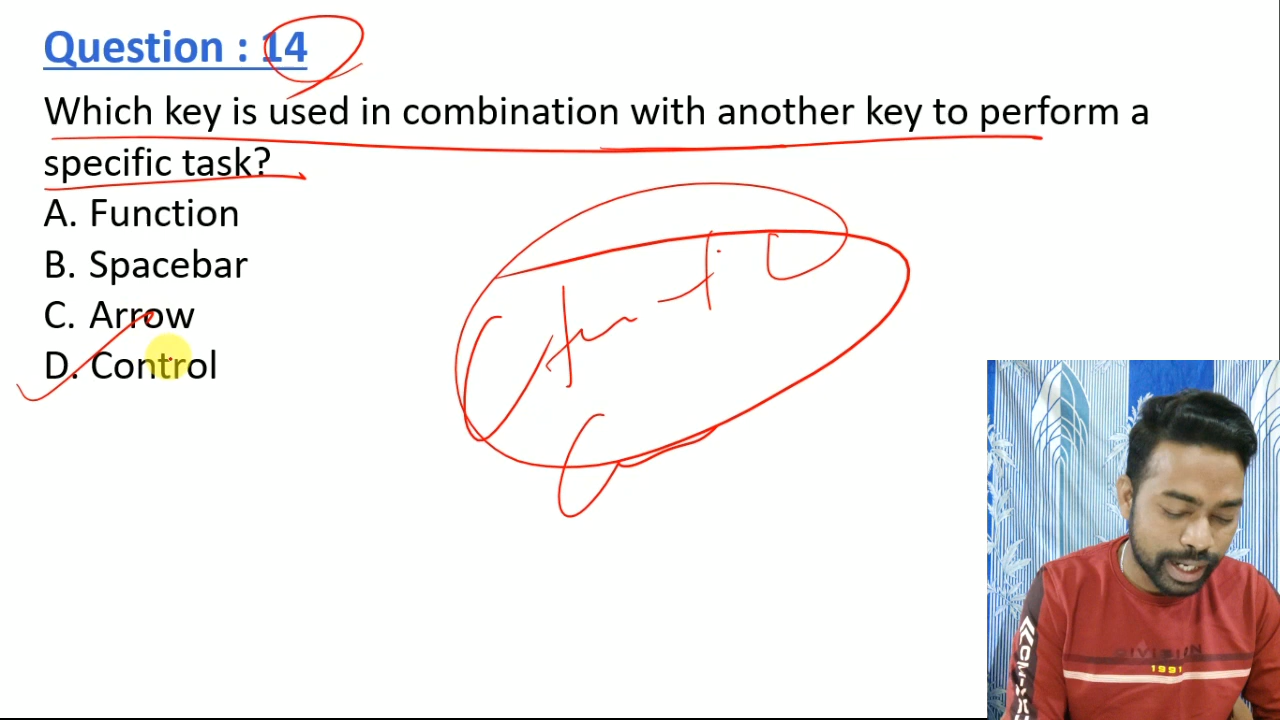 Question : 14
Which key is used in combination with another key to perform a
specific task?
A. Function
B. Spacebar
C. Arrow
D. Control
1991